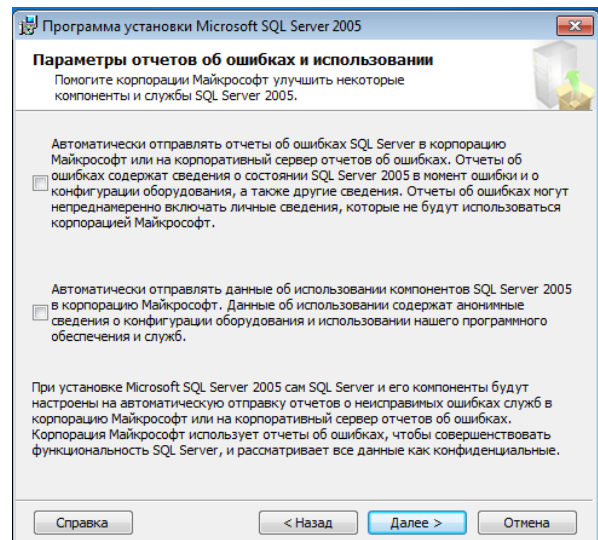 Программа установки Microsoft SQL Server 2005
Параметры отчетов об ошибках и использовании
Помогите корпорации Майкрософт улучшить некоторые
компоненты и службы SQL Server 2005.
Автоматически отправлять отчеты об ошибках SQL Server в корпорацию
Майкрософт или на корпоративный сервер отчетов об ошибках. Отчеты об
ошибках содержат сведения о состоянии SQL Server 2005 в момент ошибки и о
конфигурации оборудования, а также другие сведения. Отчеты об ошибках могут
непреднамеренно включать личные сведения, которые не будут использоваться
корпорацией Майкрософт.
Автоматически отправлять данные об использовании компонентов SQL Server 2005
в корпорацию Майкрософт. Данные об использовании содержат анонимные
сведения о конфигурации оборудования и использовании нашего программного
обеспечения и служб.
При установке Microsoft SQL Server 2005 сам SQL Server и его компоненты будут
настроены на автоматическую отправку отчетов о неисправимых ошибках служб в
корпорацию Майкрософт или на корпоративный сервер отчетов об ошибках.
Корпорация Майкрософт использует отчеты об ошибках, чтобы совершенствовать
функциональность SQL Server, и рассматривает все данные как конфиденциальные.
Справка
< Назад
Далее >
Отмена